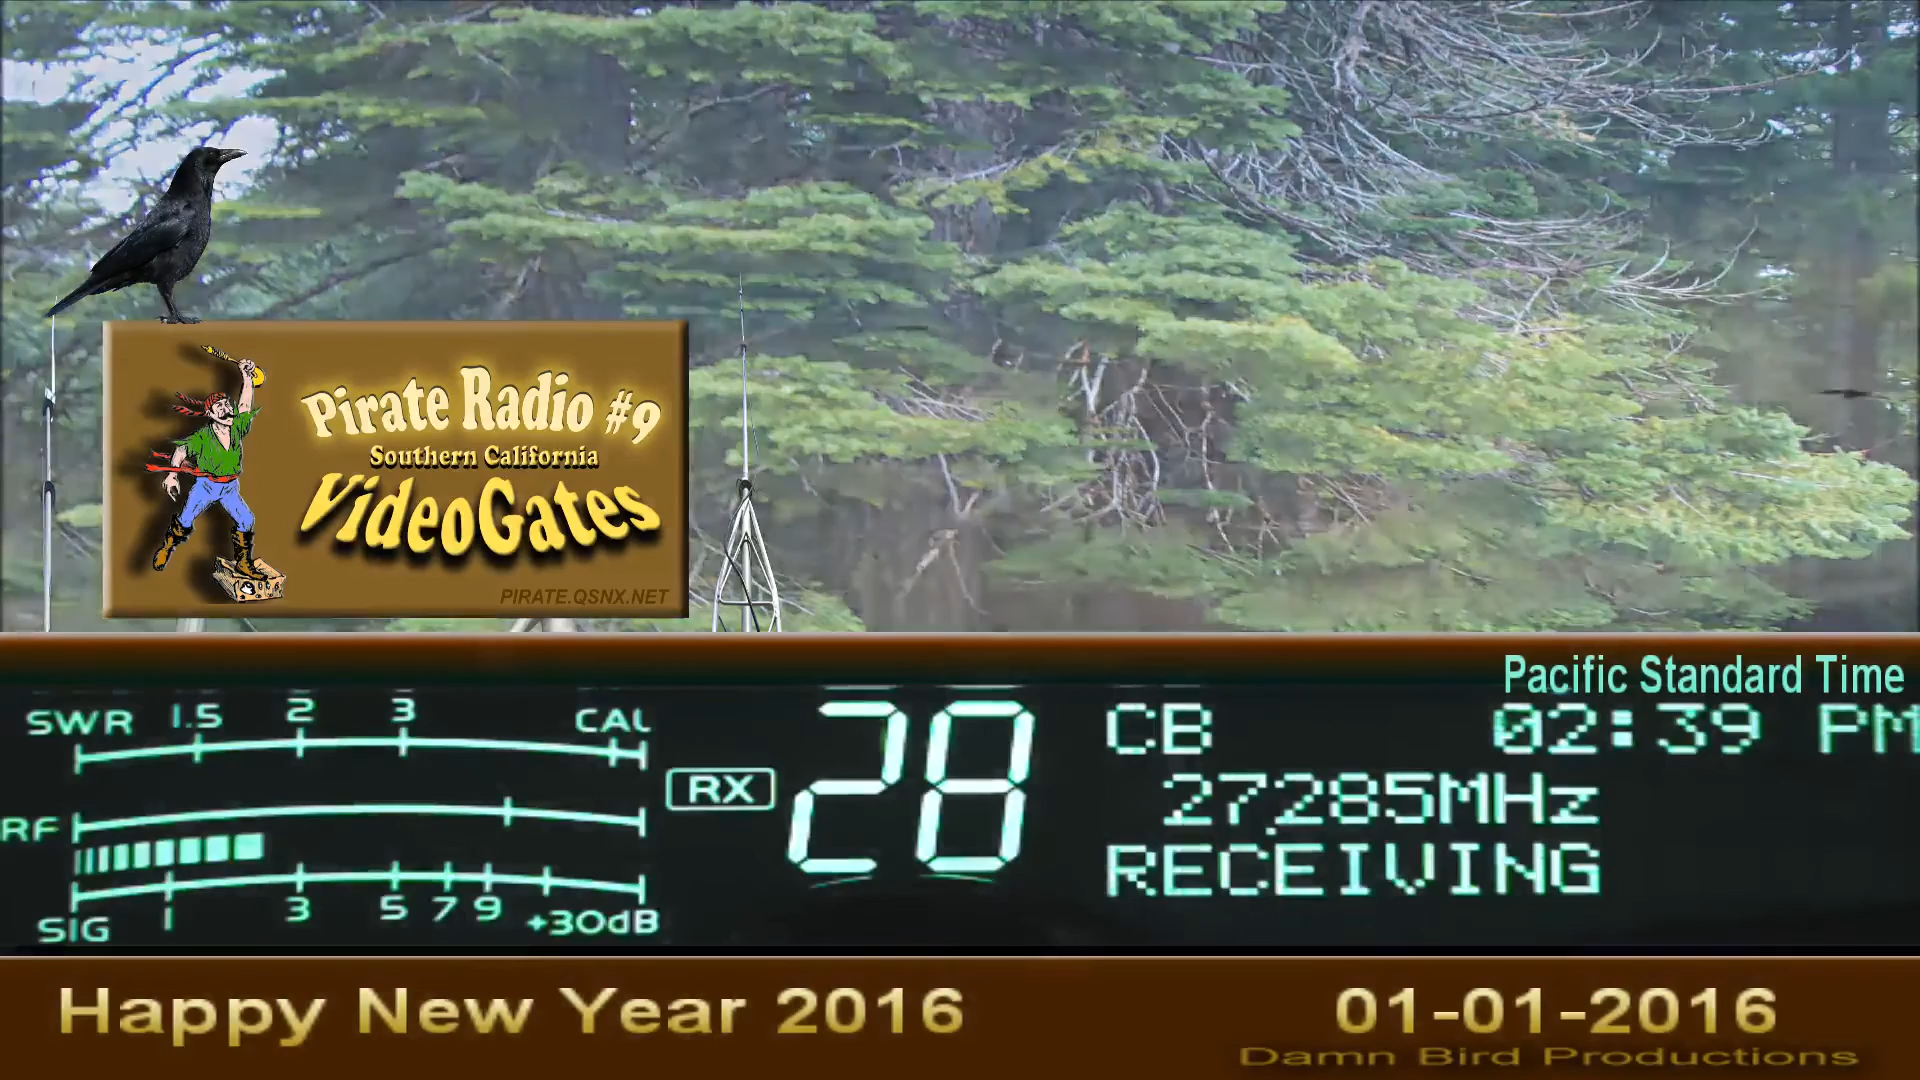 Pirate Radio #9
Southern California
VideoGates
PIRATE.QSNX.NET
Pacific Standard Time
SWR 1.5 2 3 CAL
RX
28
CB
02:39 PM
27.285MHz
RECEIVING
RF
SIG 1 3 5 7 9 +30dB
Happy New Year 2016
01-01-2016
Damn Bird Productions